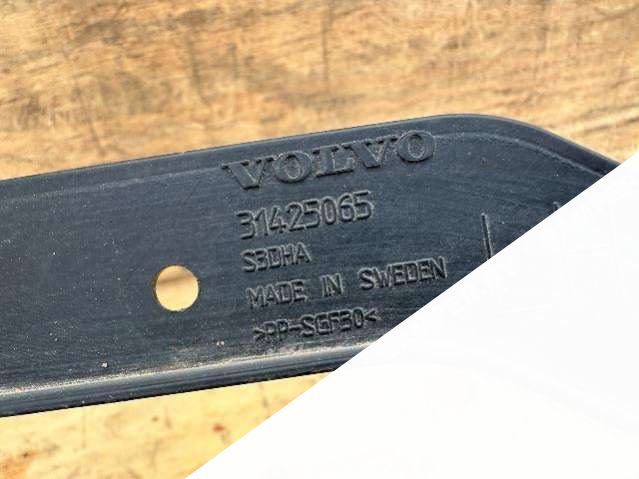 VOLVO
31425065
S3DHA
MADE IN SWEDEN
>PP-SGF30<